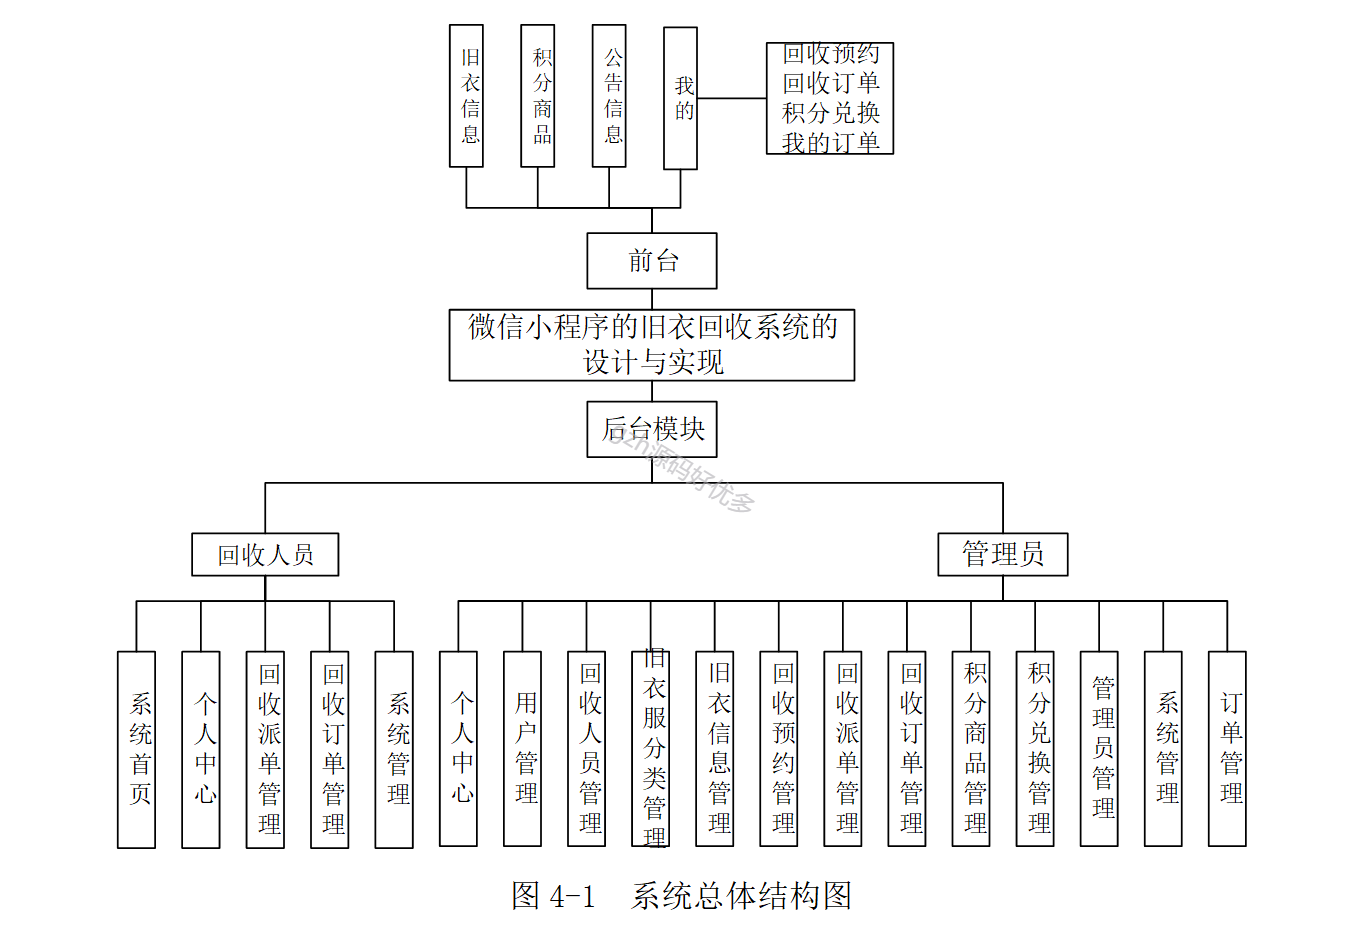 旧衣信息
积分商品
公告信息
我的
回收预约
回收订单
积分兑换
我的订单
前台
微信小程序的旧衣回收系统的
设计与实现
后台模块
gzh源码好优多
回收人员
管理员
系统首页
个人中心
回收派单管理
回收订单管理
系统管理
个人中心
用户管理
回收人员管理
旧衣服分类管理
旧衣信息管理
回收预约管理
回收派单管理
回收订单管理
积分商品管理
积分兑换管理
管理员管理
系统管理
订单管理
图 4-1 系统总体结构图